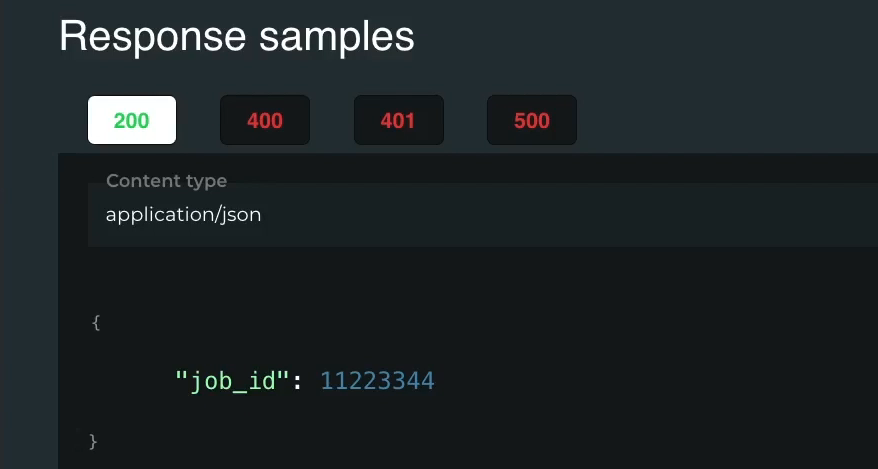 Response samples
200 400 401 500
Content type
application/json
{
"job_id": 11223344
}